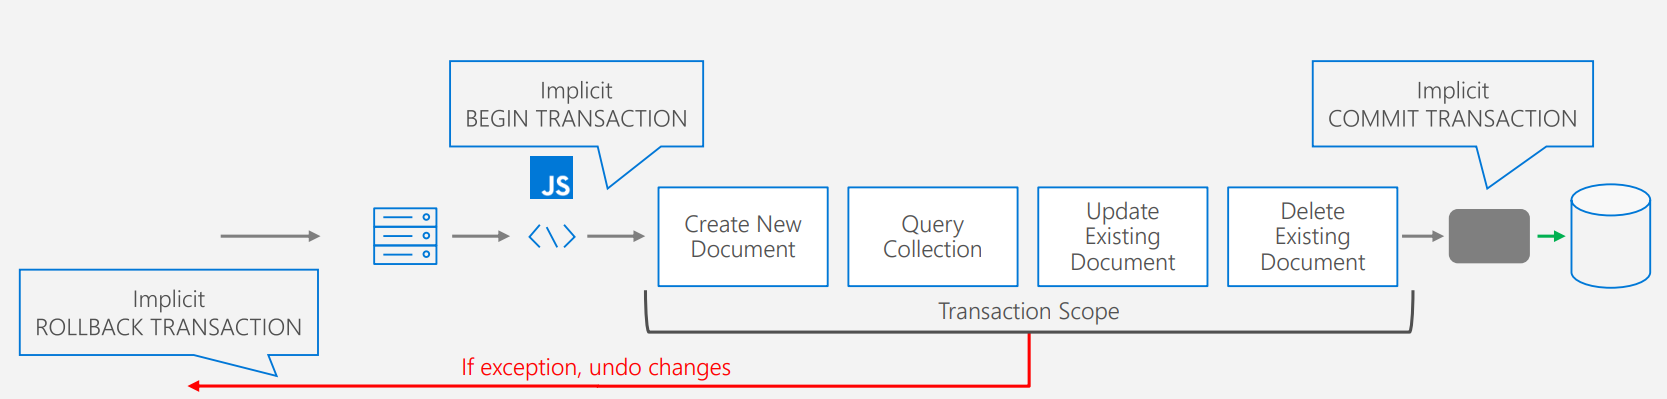 Implicit
BEGIN TRANSACTION
Implicit
COMMIT TRANSACTION
JS
Create New
Document
Query
Collection
Update
Existing
Document
Delete
Existing
Document
Implicit
ROLLBACK TRANSACTION
Transaction Scope
If exception, undo changes